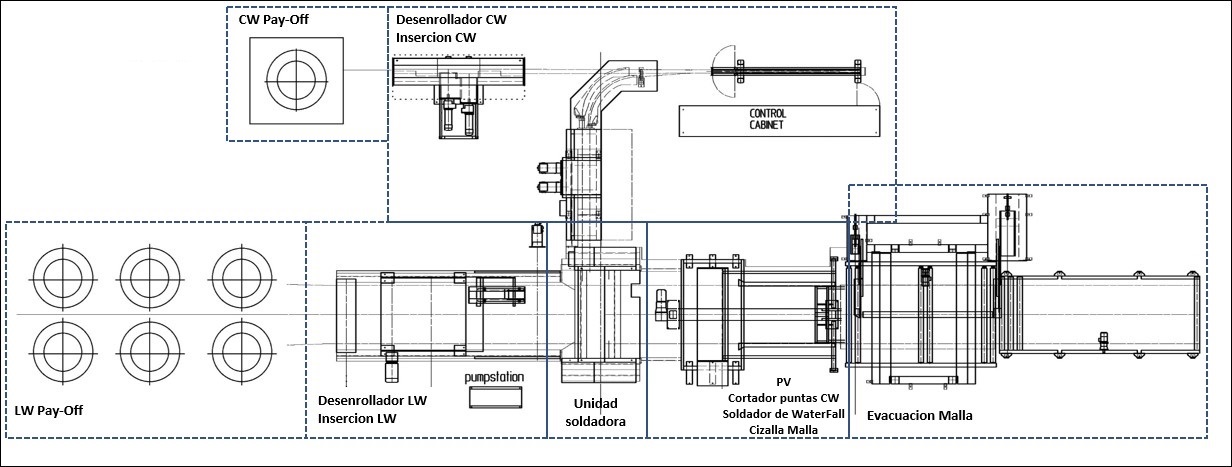 CW Pay-Off
Desenrollador CW
Insercion CW
CONTROL
CABINET
LW Pay-Off
Desenrollador LW
Insercion LW
pumpstation
Unidad
soldadora
PV
Cortador puntas CW
Soldador de WaterFall
Cizalla Malla
Evacuacion Malla